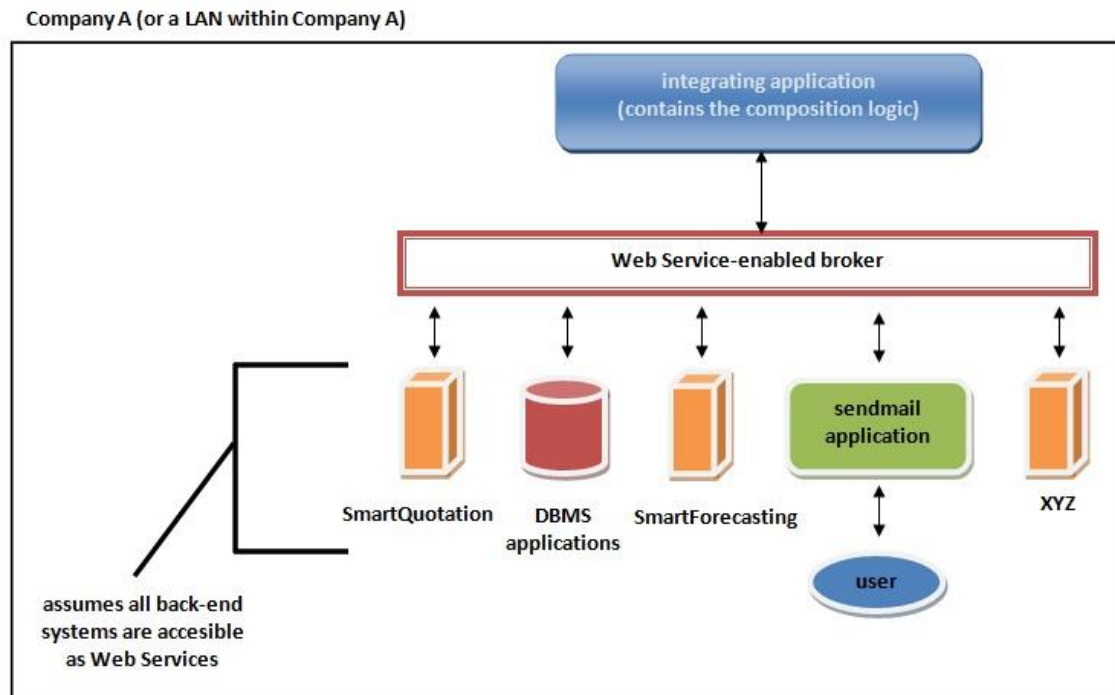 Company A (or a LAN within Company A)
integrating application
(contains the composition logic)
Web Service-enabled broker
sendmail
application
SmartQuotation
DBMS
applications
SmartForecasting
XYZ
user
assumes all back-end
systems are accesible
as Web Services